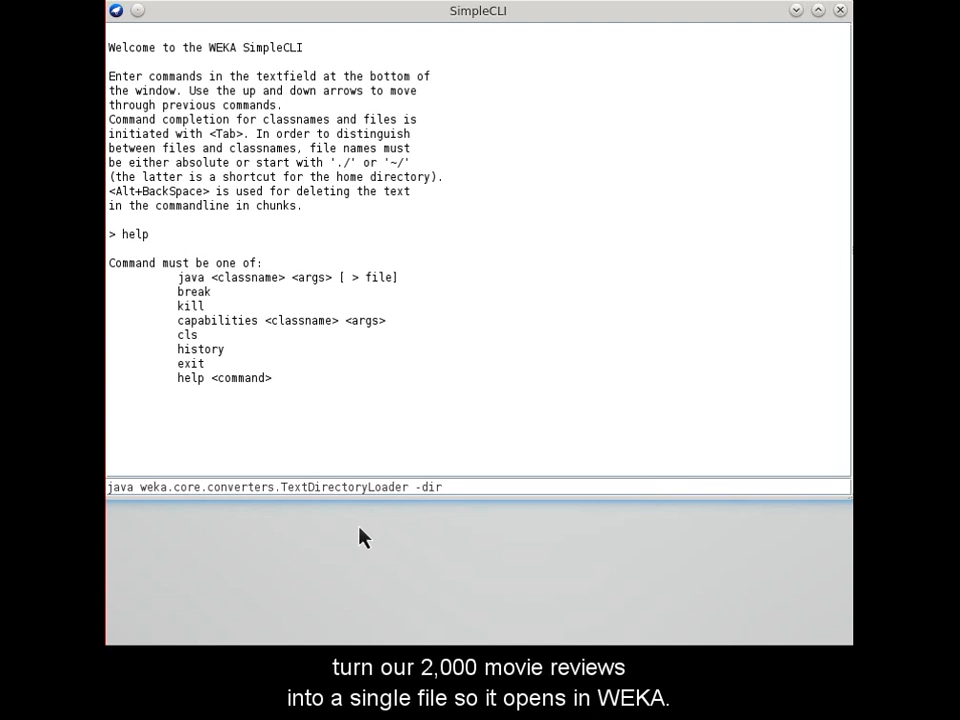 SimpleCLI
Welcome to the WEKA SimpleCLI
Enter commands in the textfield at the bottom of
the window. Use the up and down arrows to move
through previous commands.
Command completion for classnames and files is
initiated with <Tab>. In order to distinguish
between files and classnames, file names must
be either absolute or start with './' or '~/'
(the latter is a shortcut for the home directory).
<Alt+BackSpace> is used for deleting the text
in the commandline in chunks.
> help
Command must be one of:
java <classname> <args> [ > file]
break
kill
capabilities <classname> <args>
cls
history
exit
help <command>
java weka.core.converters.TextDirectoryLoader -dir
turn our 2,000 movie reviews
into a single file so it opens in WEKA.